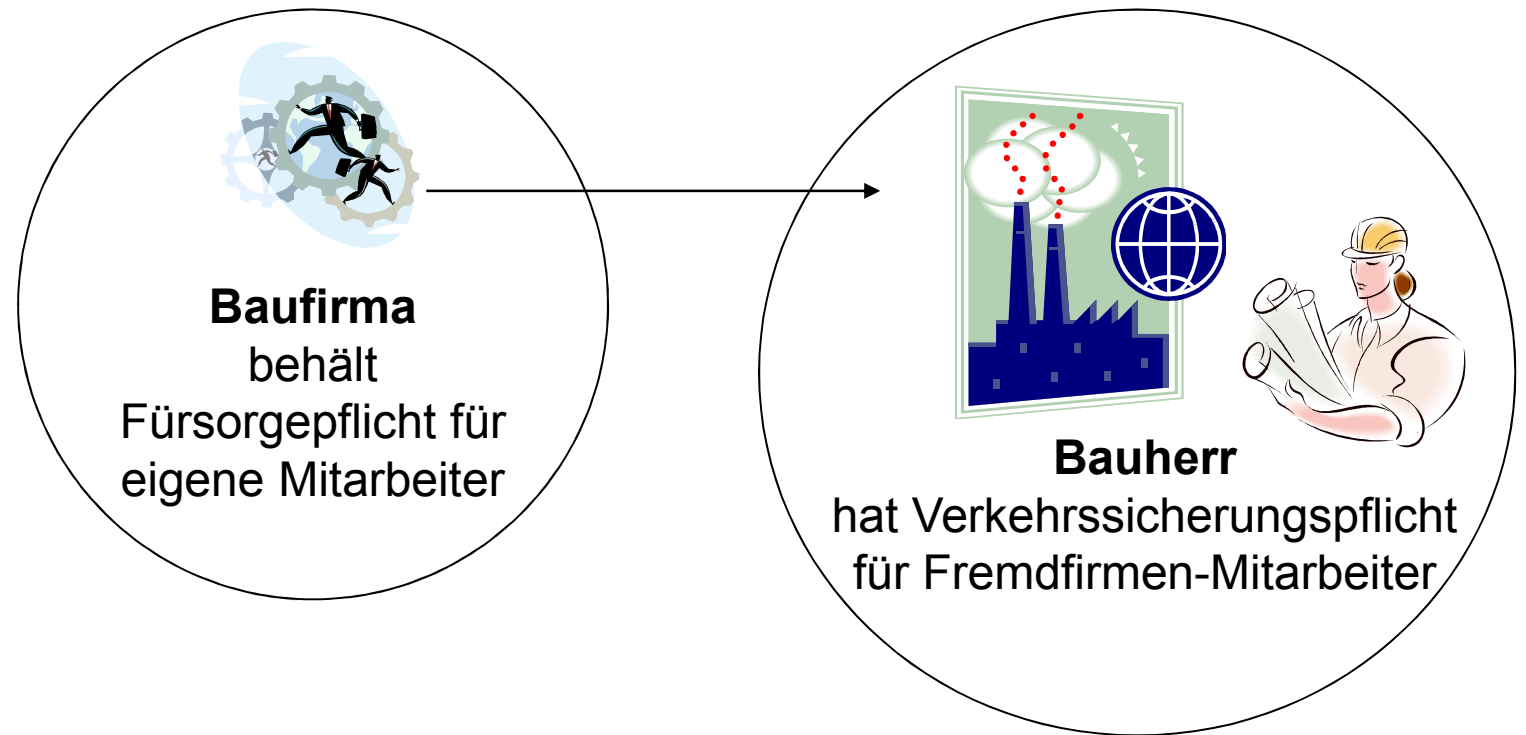 Baufirma
behält
Fürsorgepflicht für
eigene Mitarbeiter
Bauherr
hat Verkehrssicherungspflicht
für Fremdfirmen-Mitarbeiter